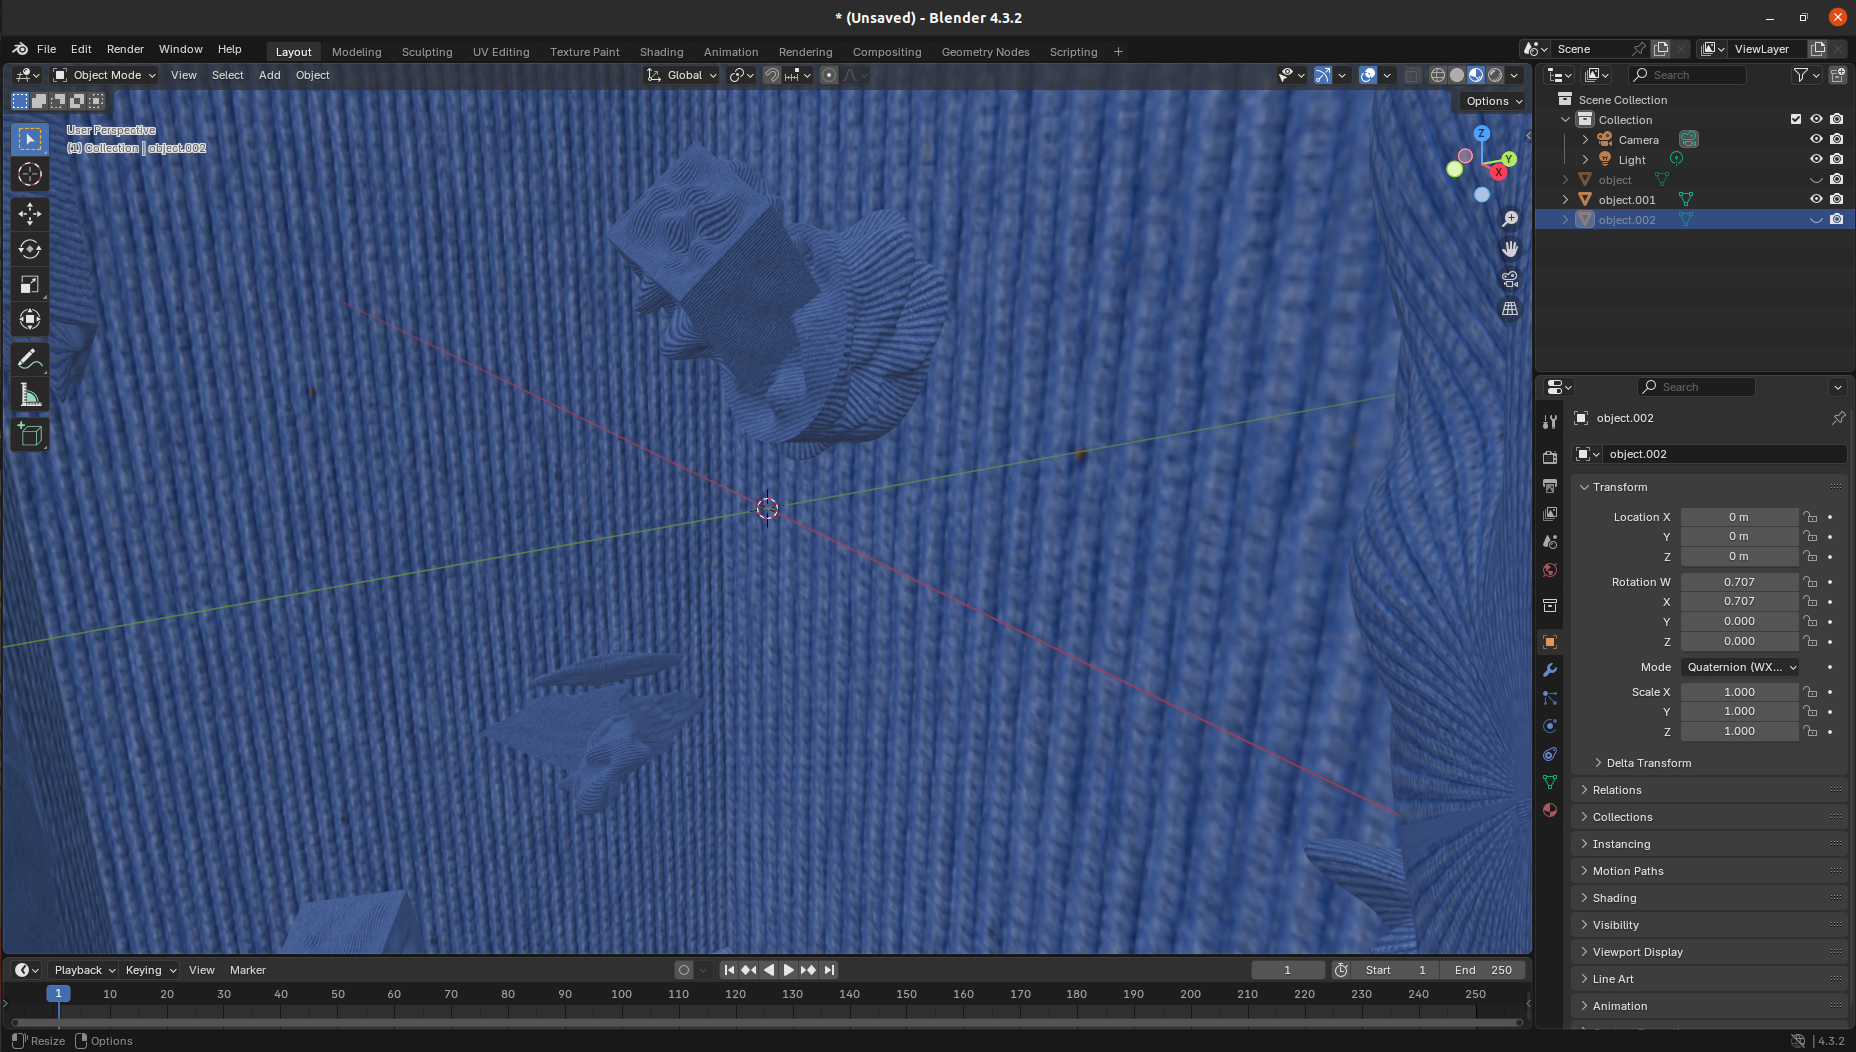 * (Unsaved) - Blender 4.3.2
File Edit Render Window Help Layout Modeling Sculpting UV Editing Texture Paint Shading Animation Rendering Compositing Geometry Nodes Scripting + Scene ViewLayer
Object Mode View Select Add Object Global Search
Options
User Perspective
(1) Collection | object.002
Z
Y
X
Scene Collection
Collection
Camera
Light
object
object.001
object.002
Search
object.002
object.002
Transform
Location X 0 m
Y 0 m
Z 0 m
Rotation W 0.707
X 0.707
Y 0.000
Z 0.000
Mode Quaternion (WX...
Scale X 1.000
Y 1.000
Z 1.000
Delta Transform
Relations
Collections
Instancing
Motion Paths
Shading
Visibility
Viewport Display
Line Art
Animation
Playback Keying View Marker 1 Start 1 End 250
1 10 20 30 40 50 60 70 80 90 100 110 120 130 140 150 160 170 180 190 200 210 220 230 240 250
Resize Options 4.3.2